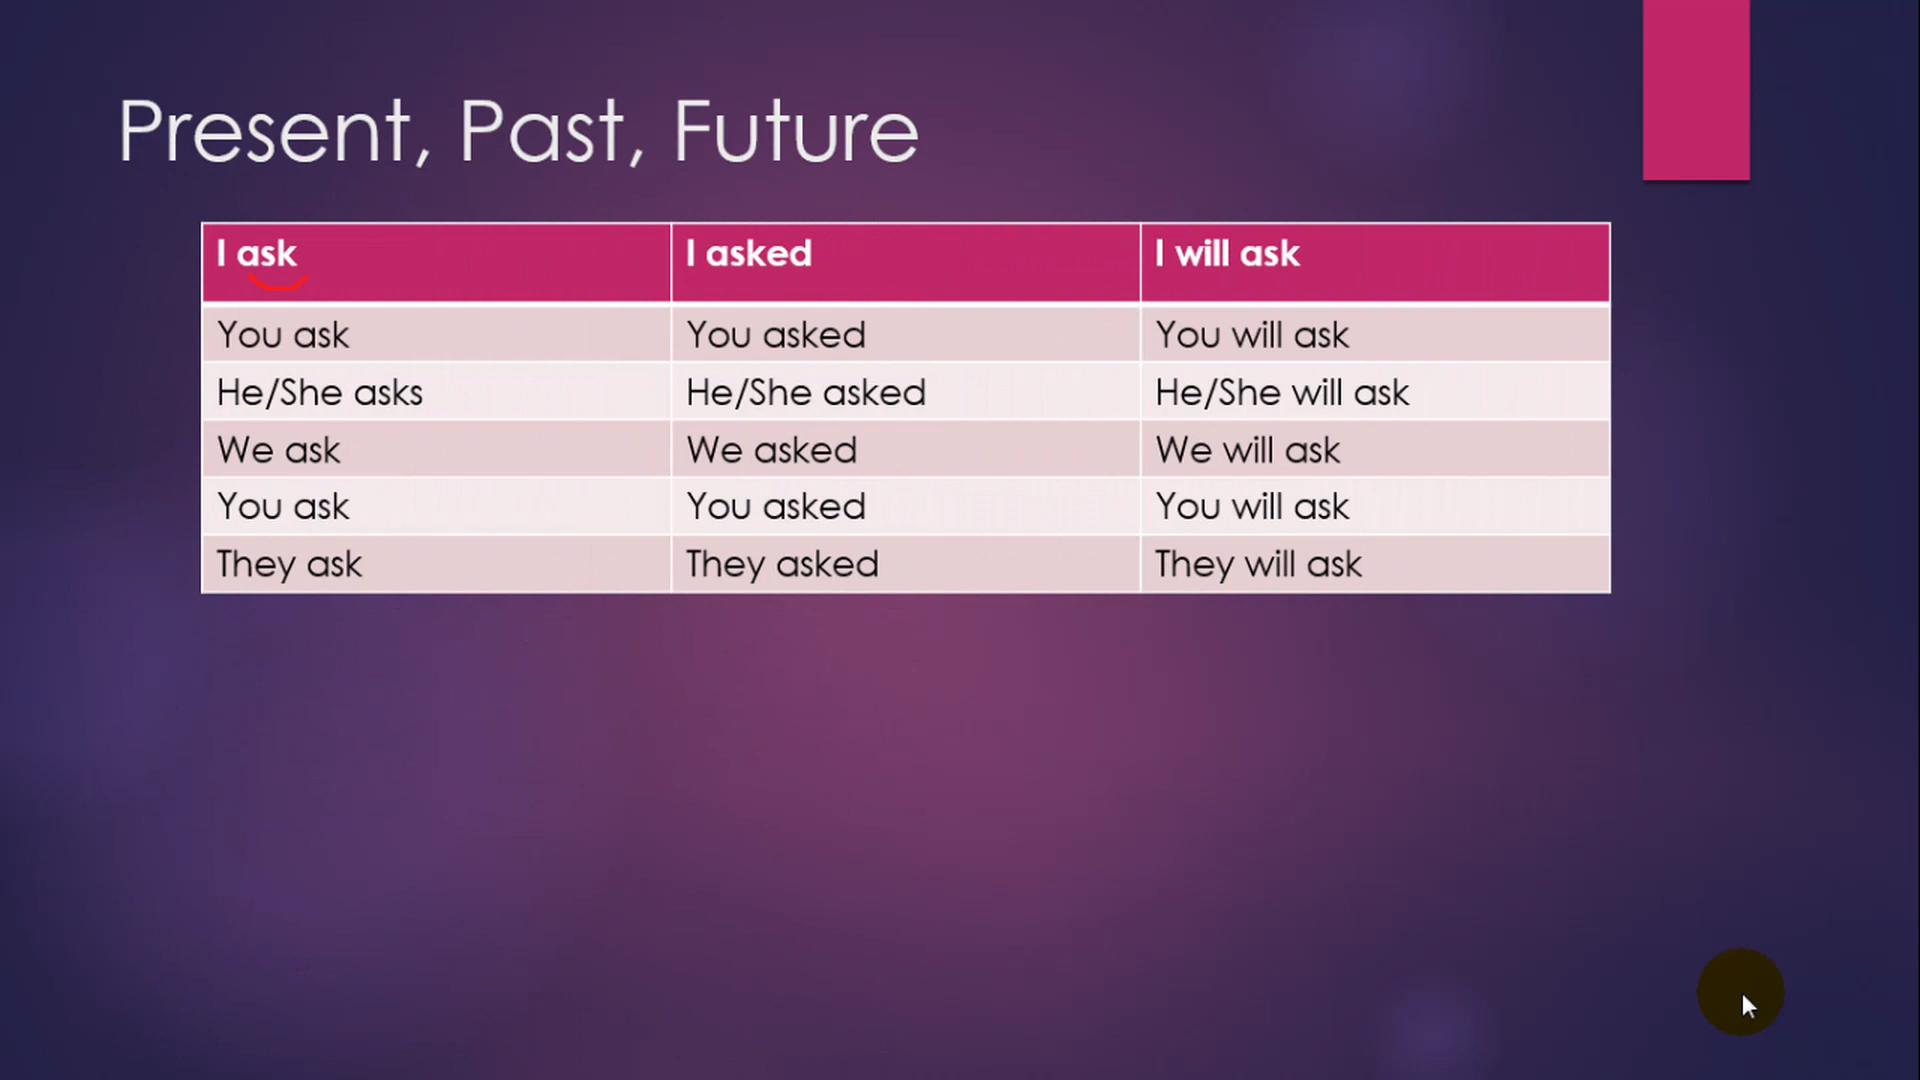 Present, Past, Future
I ask I asked I will ask
You ask You asked You will ask
He/She asks He/She asked He/She will ask
We ask We asked We will ask
You ask You asked You will ask
They ask They asked They will ask